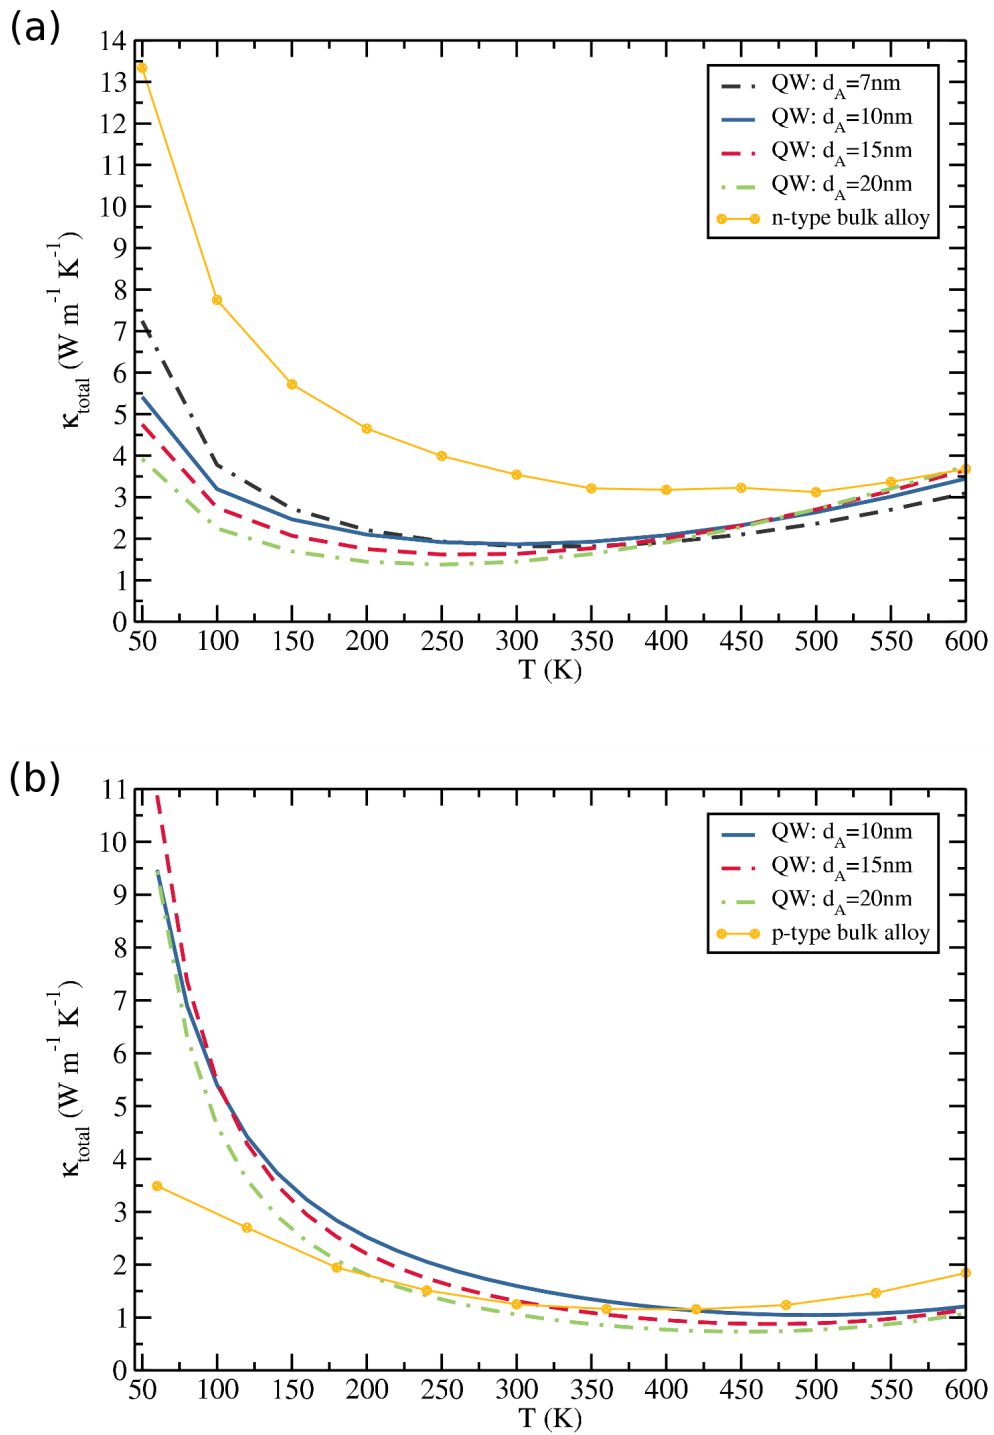 (a)
14
13
12
11
10
9
8
7
6
5
4
3
2
1
0
κtotal (W m-1 K-1)
QW: dA=7nm
QW: dA=10nm
QW: dA=15nm
QW: dA=20nm
n-type bulk alloy
50 100 150 200 250 300 350 400 450 500 550 600
T (K)
(b)
11
10
9
8
7
6
5
4
3
2
1
0
κtotal (W m-1 K-1)
QW: dA=10nm
QW: dA=15nm
QW: dA=20nm
p-type bulk alloy
50 100 150 200 250 300 350 400 450 500 550 600
T (K)